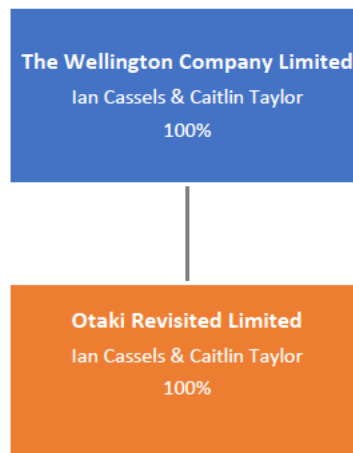 The Wellington Company Limited
Ian Cassels & Caitlin Taylor
100%
Otaki Revisited Limited
Ian Cassels & Caitlin Taylor
100%